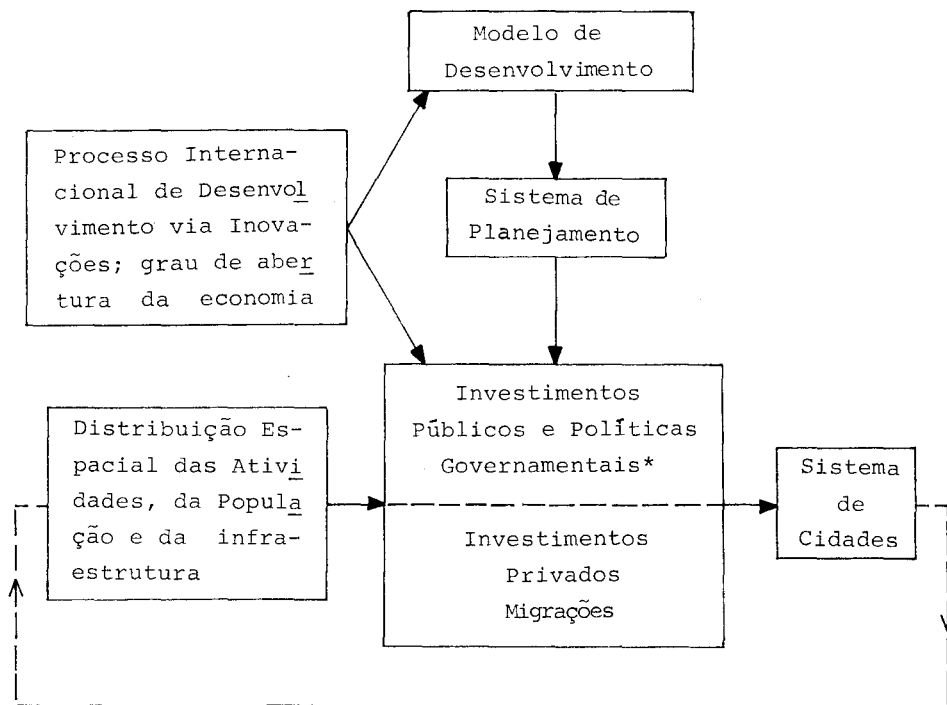 Modelo de
Desenvolvimento
Processo Interna-
cional de Desenvol
vimento via Inova-
ções; grau de aber
tura da economia
Sistema de
Planejamento
Investimentos
Públicos e Políticas
Governamentais*
Distribuição Es-
pacial das Ativi
dades, da Popula
ção e da infra-
estrutura
Investimentos
Privados
Migrações
Sistema
de
Cidades